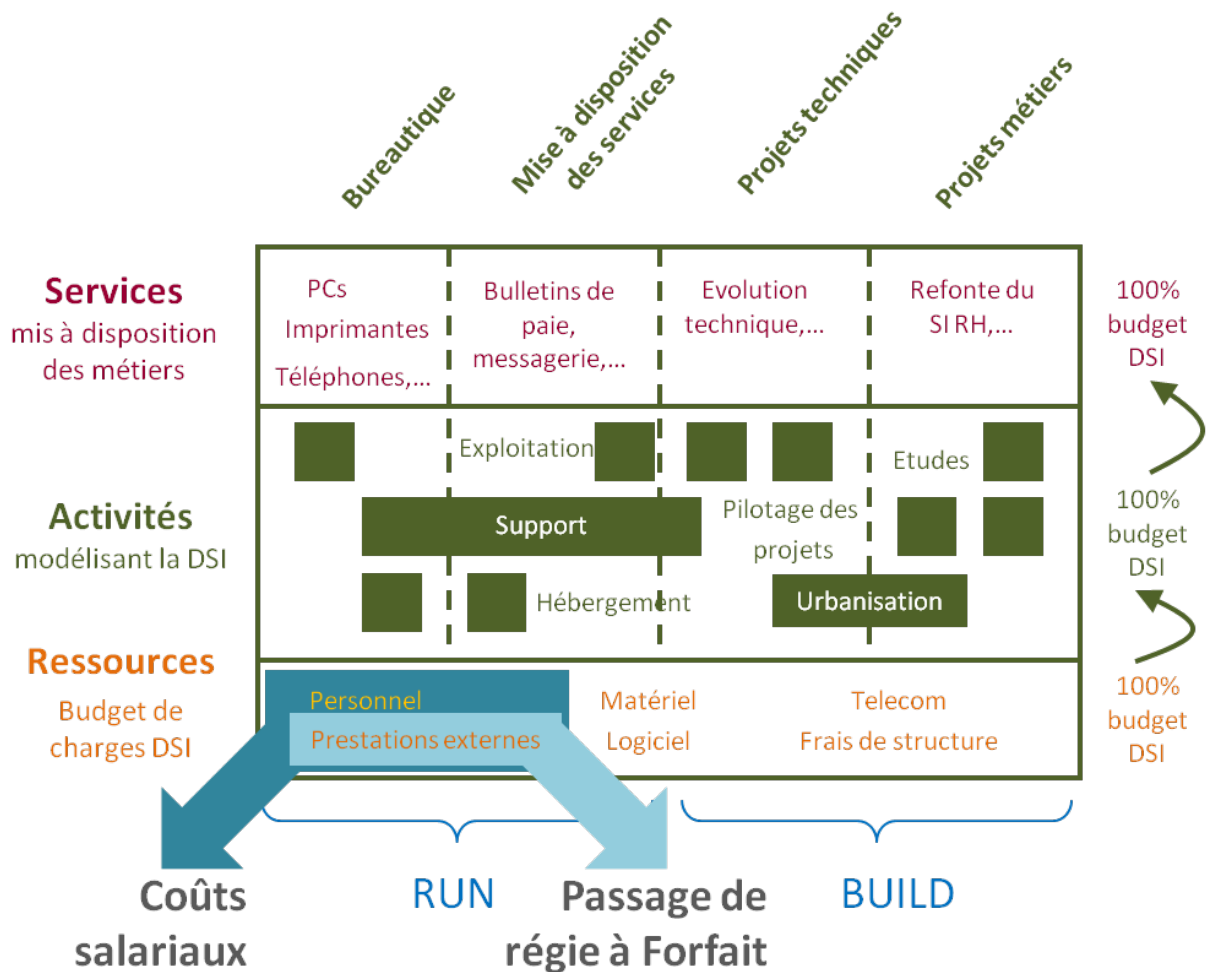 Bureautique
Mise à disposition
des services
Projets techniques
Projets métiers
Services
mis à disposition
des métiers
PCs
Imprimantes
Téléphones,...
Bulletins de
paie,
messagerie,...
Evolution
technique,...
Refonte du
SI RH,...
100%
budget
DSI
Activités
modélisant la DSI
Exploitation
Etudes
Support
Pilotage des
projets
Hébergement
Urbanisation
100%
budget
DSI
Ressources
Budget de
charges DSI
Personnel
Prestations externes
Matériel
Logiciel
Telecom
Frais de structure
100%
budget
DSI
Coûts
salariaux
RUN
Passage de
régie à Forfait
BUILD